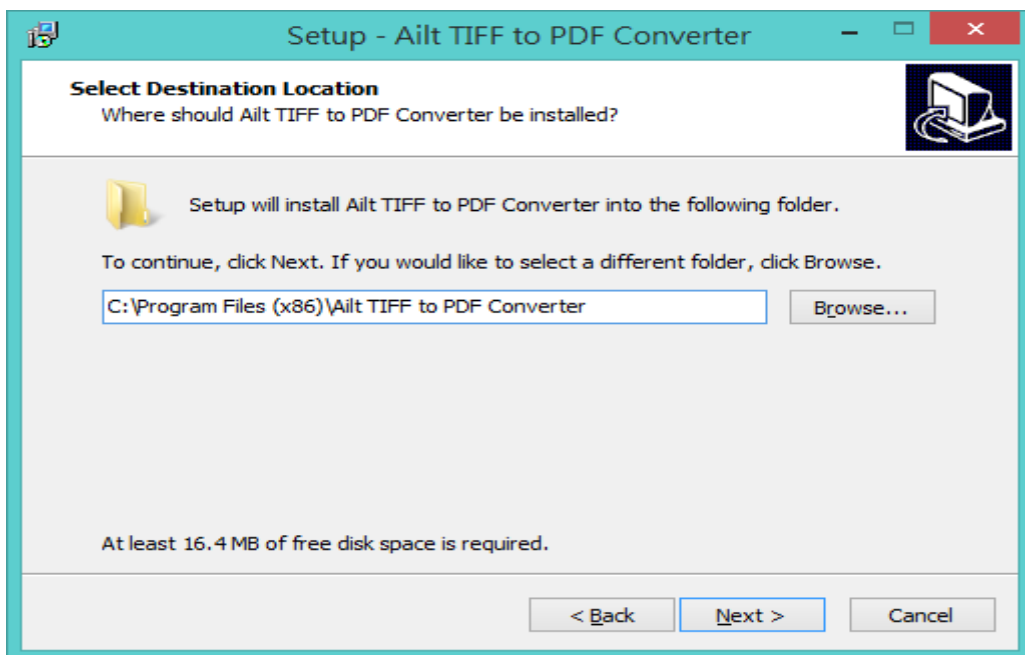 Setup - Ailt TIFF to PDF Converter
Select Destination Location
Where should Ailt TIFF to PDF Converter be installed?
Setup will install Ailt TIFF to PDF Converter into the following folder.
To continue, click Next. If you would like to select a different folder, click Browse.
C:\Program Files (x86)\Ailt TIFF to PDF Converter
Browse...
At least 16.4 MB of free disk space is required.
< Back
Next >
Cancel